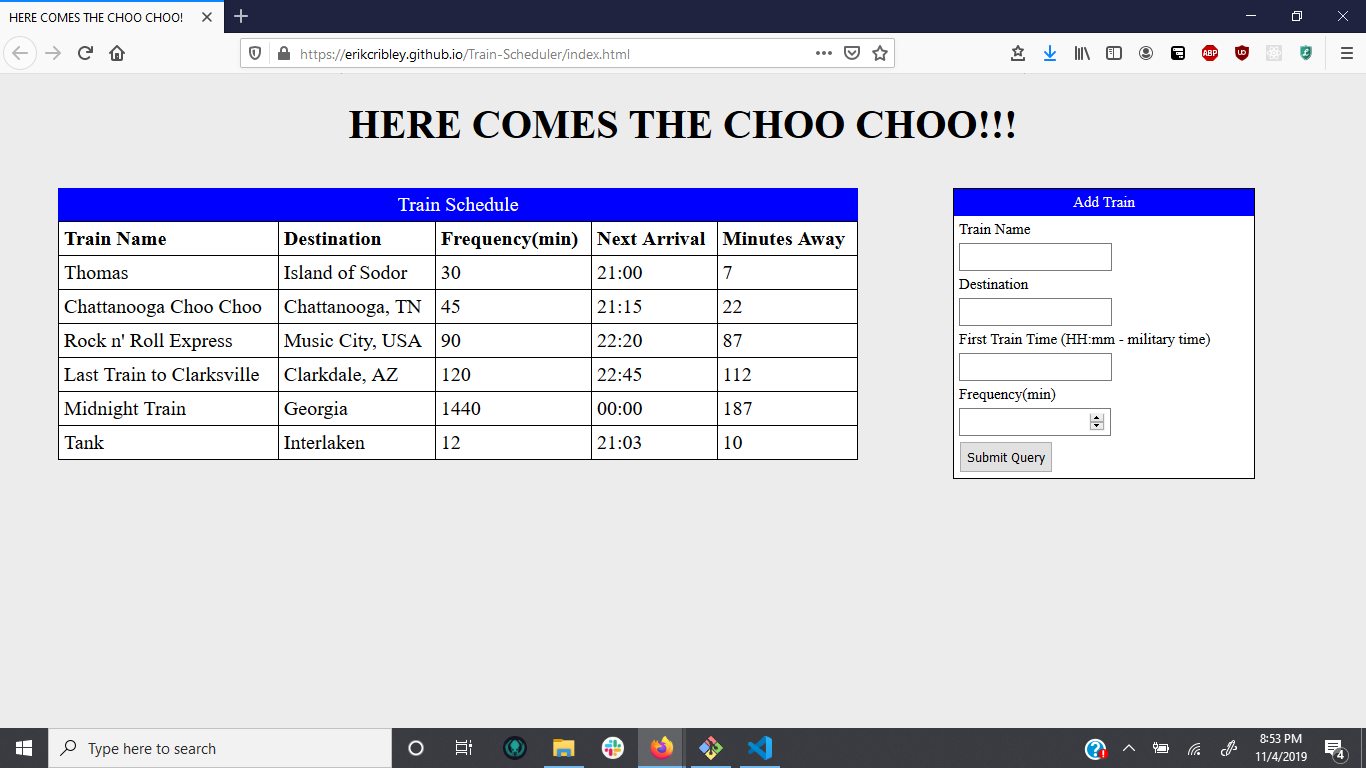 HERE COMES THE CHOO CHOO!
https://erikcribley.github.io/Train-Scheduler/index.html
ABP
UD
HERE COMES THE CHOO CHOO!!!
Train Schedule
Train Name Destination Frequency(min) Next Arrival Minutes Away
Thomas Island of Sodor 30 21:00 7
Chattanooga Choo Choo Chattanooga, TN 45 21:15 22
Rock n' Roll Express Music City, USA 90 22:20 87
Last Train to Clarksville Clarkdale, AZ 120 22:45 112
Midnight Train Georgia 1440 00:00 187
Tank Interlaken 12 21:03 10
Add Train
Train Name
Destination
First Train Time (HH:mm - military time)
Frequency(min)
Submit Query
Type here to search
8:53 PM
11/4/2019
4